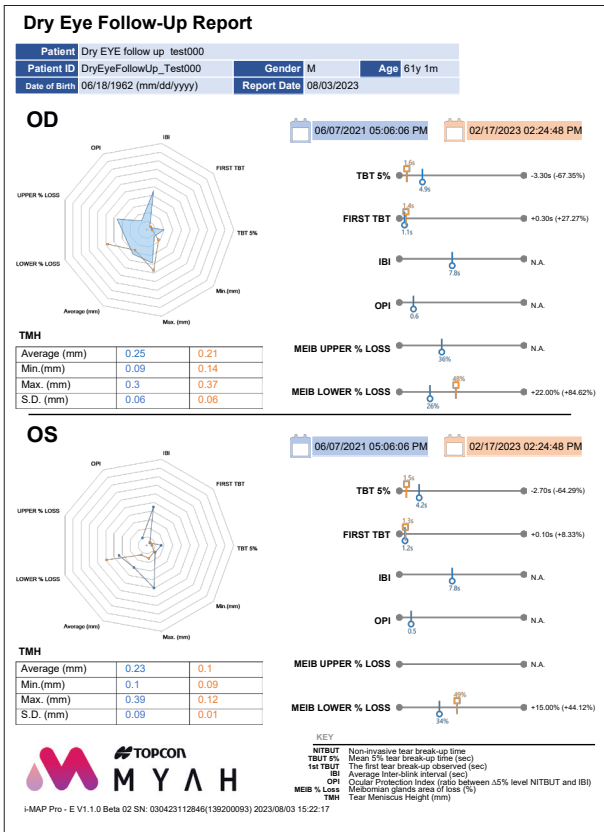 Dry Eye Follow-Up Report
Patient Dry EYE follow up test000
Patient ID DryEyeFollowUp_Test000 Gender M Age 61y 1m
Date of Birth 06/18/1962 (mm/dd/yyyy) Report Date 08/03/2023
OD
06/07/2021 05:06:06 PM 02/17/2023 02:24:48 PM
IBI
OPI
FIRST TBT
UPPER % LOSS
TBT 5%
LOWER % LOSS
Min.(mm)
Average (mm)
Max. (mm)
TBT 5% 1.6s 4.9s -3.30s (-67.35%)
FIRST TBT 1.4s 1.1s +0.30s (+27.27%)
IBI 7.8s N.A.
OPI 0.6 N.A.
MEIB UPPER % LOSS 36% N.A.
MEIB LOWER % LOSS 48% 26% +22.00% (+84.62%)
TMH
Average (mm) 0.25 0.21
Min.(mm) 0.09 0.14
Max. (mm) 0.3 0.37
S.D. (mm) 0.06 0.06
OS
06/07/2021 05:06:06 PM 02/17/2023 02:24:48 PM
IBI
OPI
FIRST TBT
UPPER % LOSS
TBT 5%
LOWER % LOSS
Min.(mm)
Average (mm)
Max. (mm)
TBT 5% 1.5s 4.2s -2.70s (-64.29%)
FIRST TBT 1.3s 1.2s +0.10s (+8.33%)
IBI 7.8s N.A.
OPI 0.5 N.A.
MEIB UPPER % LOSS N.A.
MEIB LOWER % LOSS 49% 34% +15.00% (+44.12%)
TMH
Average (mm) 0.23 0.1
Min.(mm) 0.1 0.09
Max. (mm) 0.39 0.12
S.D. (mm) 0.09 0.01
KEY
NITBUT Non-invasive tear break-up time
TBUT 5% Mean 5% tear break-up time (sec)
1st TBUT The first tear break-up observed (sec)
IBI Average Inter-blink interval (sec)
OPI Ocular Protection Index (ratio between Δ5% level NITBUT and IBI)
MEIB % Loss Meibomian glands area of loss (%)
TMH Tear Meniscus Height (mm)
TOPCON
MYAH
i-MAP Pro - E V1.1.0 Beta 02 SN: 030423112846(139200093) 2023/08/03 15:22:17